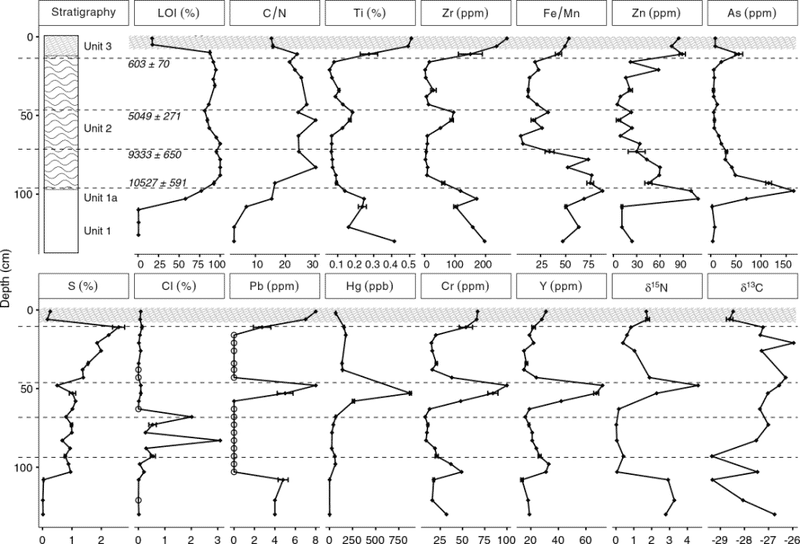 Stratigraphy LOI (%) C/N Ti (%) Zr (ppm) Fe/Mn Zn (ppm) As (ppm)
0
Unit 3
603 ± 70
50
5049 ± 271
Unit 2
9333 ± 650
10527 ± 591
100
Unit 1a
Unit 1
0 25 50 75 100 10 20 30 0.1 0.2 0.3 0.4 0.5 0 100 200 25 50 75 0 30 60 90 0 50 100 150
Depth (cm)
S (%) Cl (%) Pb (ppm) Hg (ppb) Cr (ppm) Y (ppm) δ15N δ13C
0
50
100
0 1 2 0 1 2 3 0 2 4 6 8 0 250 500 750 25 50 75 100 20 40 60 0 2 4 -29 -28 -27 -26